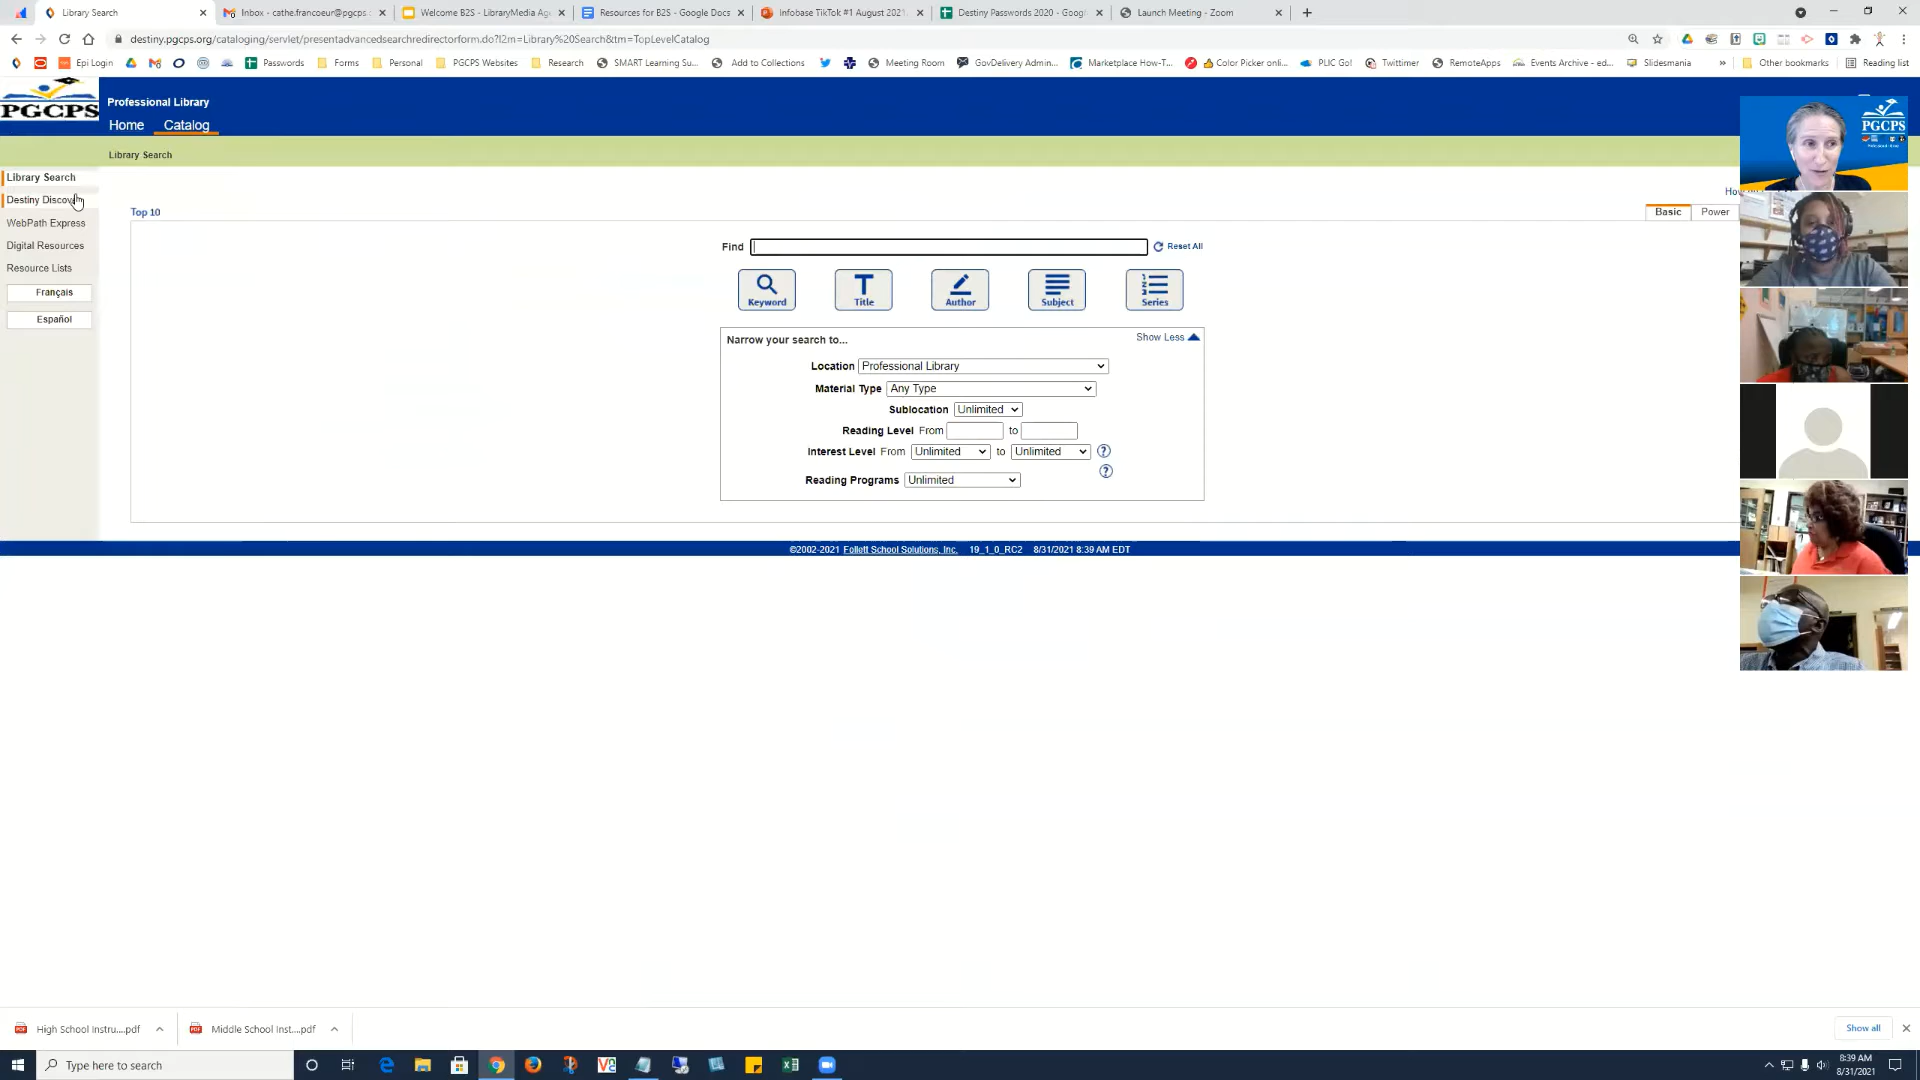 Library Search
Inbox - cathe.francoeur@pgcps.
Welcome B2S - LibraryMedia Ag
Resources for B2S - Google Docs
Infobase TikTok #1 August 2021.
Destiny Passwords 2020 - Goog
Launch Meeting - Zoom
destiny.pgcps.org/cataloging/servlet/presentadvancedsearchredirectorform.do?l2m=Library%20Search&tm=TopLevelCatalog
Epi Login
Passwords
Forms
Personal
PGCPS Websites
Research
SMART Learning Su...
Add to Collections
Meeting Room
GovDelivery Admin...
Marketplace How-T...
Color Picker onli...
PLIC Go!
Twittimer
RemoteApps
Events Archive - ed...
Slidesmania
»
Other bookmarks
Reading list
PGCPS
Professional Library
Home Catalog
Library Search
Library Search
Destiny Discov
WebPath Express
Digital Resources
Resource Lists
Français
Español
Top 10
Basic
Power
Find
Reset All
Keyword
Title
Author
Subject
Series
Narrow your search to...
Show Less
Location Professional Library
Material Type Any Type
Sublocation Unlimited
Reading Level From to
Interest Level From Unlimited to Unlimited ?
?
Reading Programs Unlimited
©2002-2021 Follett School Solutions, Inc. 19_1_0_RC2 8/31/2021 8:39 AM EDT
PGCPS
High School Instru....pdf
Middle School Inst....pdf
Show all
Type here to search
8:39 AM
8/31/2021